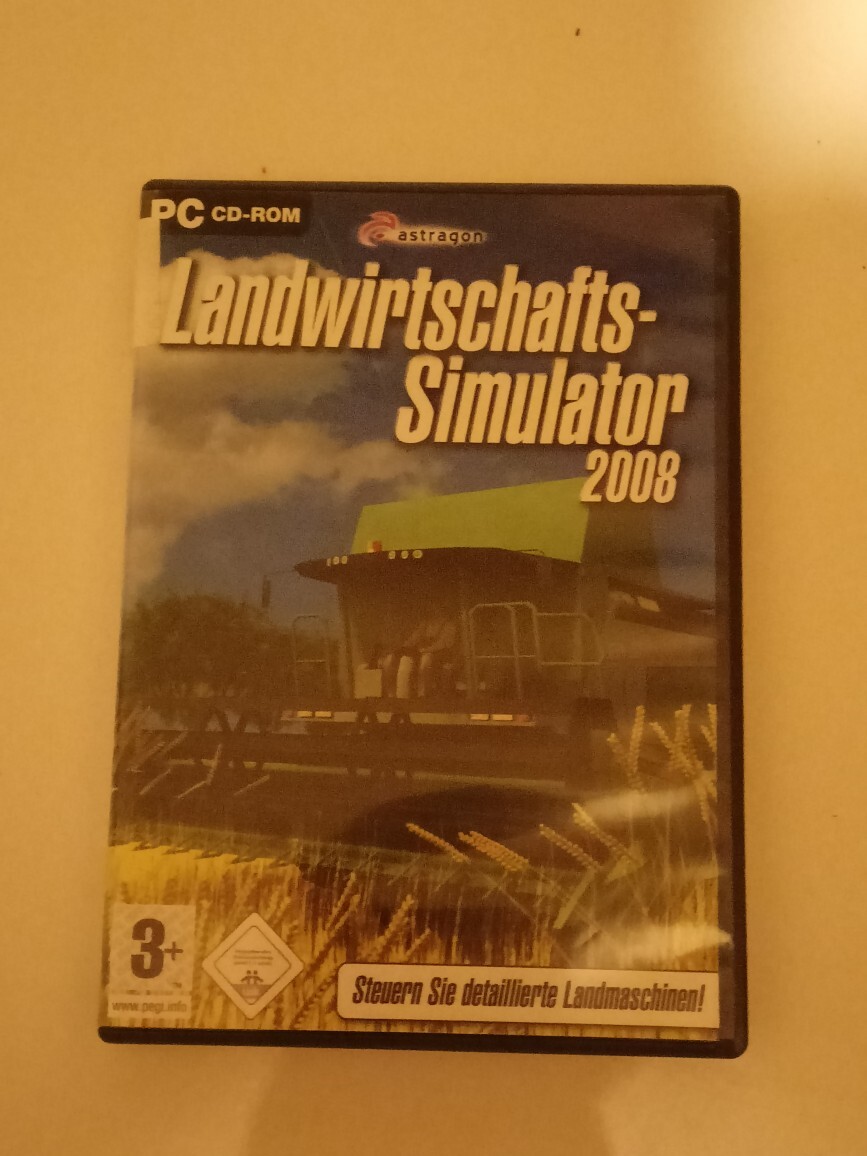 PC CD-ROM
astragon
Landwirtschafts-
Simulator
2008
3+
www.pegi.info
Steuern Sie detaillierte Landmaschinen!